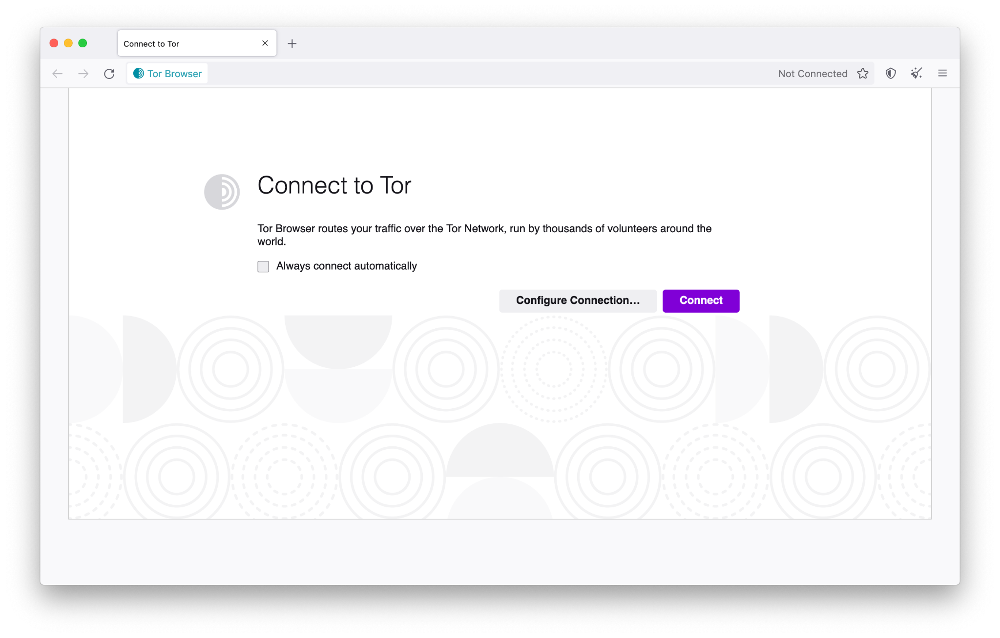 Connect to Tor
Tor Browser
Not Connected
Connect to Tor
Tor Browser routes your traffic over the Tor Network, run by thousands of volunteers around the
world.
Always connect automatically
Configure Connection...
Connect